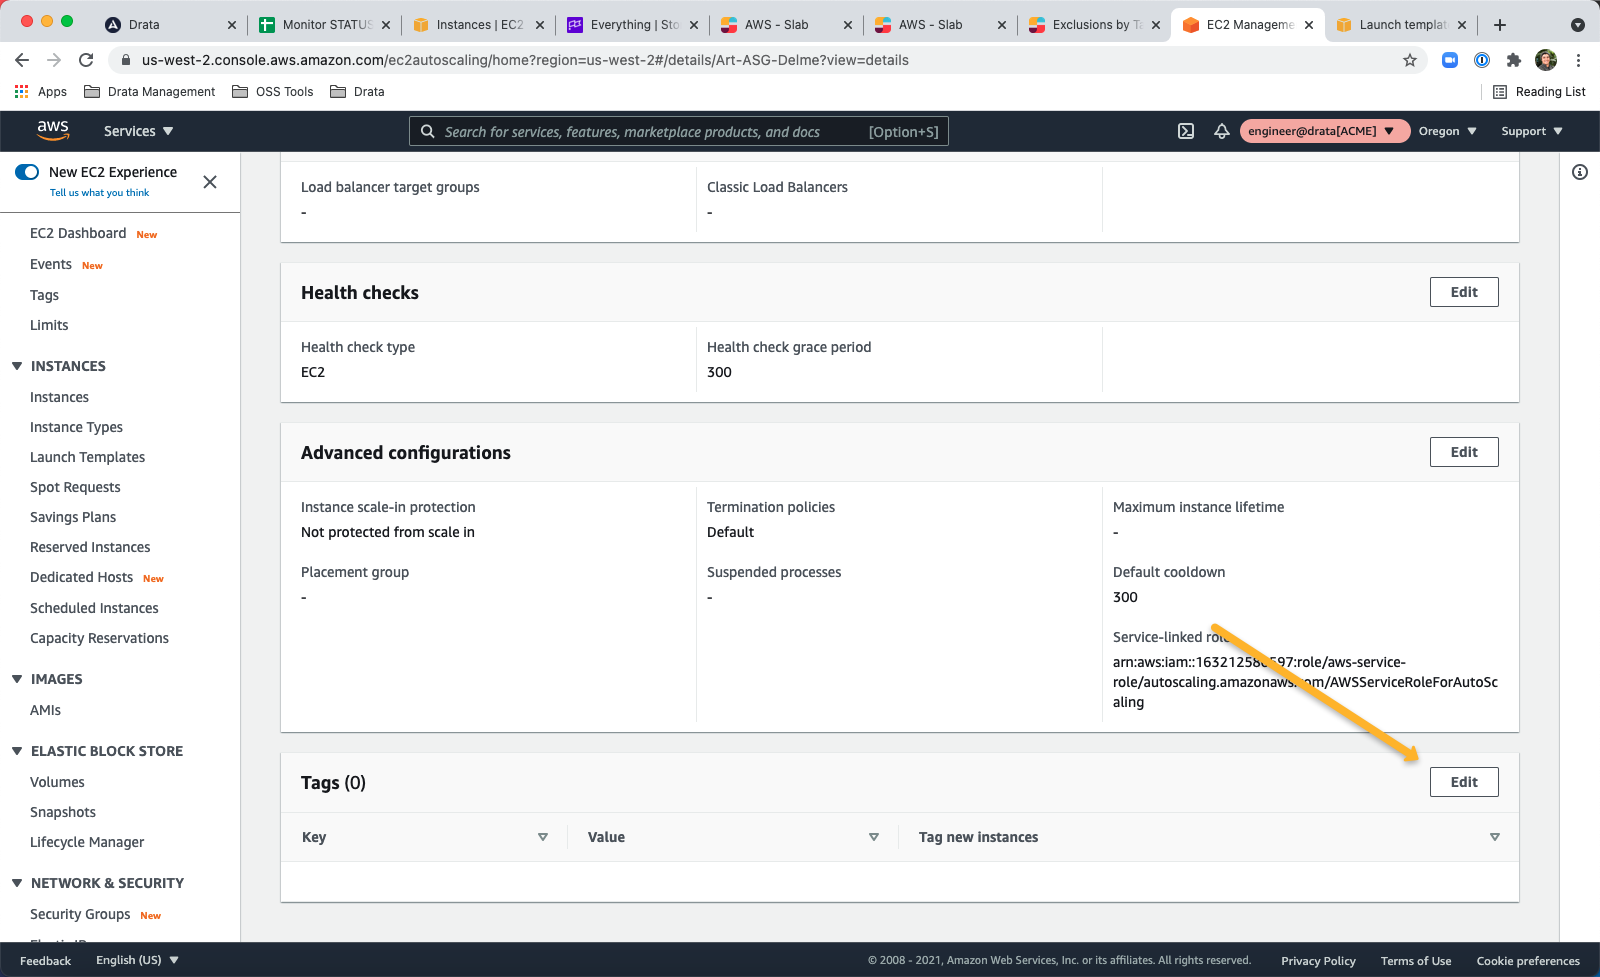 Drata
Monitor STATUS
Instances | EC2
Everything | Sto
AWS - Slab
AWS - Slab
Exclusions by Ta
EC2 Manageme
Launch templat
us-west-2.console.aws.amazon.com/ec2autoscaling/home?region=us-west-2#/details/Art-ASG-Delme?view=details
Apps
Drata Management
OSS Tools
Drata
Reading List
aws
Services
Search for services, features, marketplace products, and docs
[Option+S]
engineer@drata[ACME]
Oregon
Support
New EC2 Experience
Tell us what you think
EC2 Dashboard New
Events New
Tags
Limits
INSTANCES
Instances
Instance Types
Launch Templates
Spot Requests
Savings Plans
Reserved Instances
Dedicated Hosts New
Scheduled Instances
Capacity Reservations
IMAGES
AMIs
ELASTIC BLOCK STORE
Volumes
Snapshots
Lifecycle Manager
NETWORK & SECURITY
Security Groups New
Load balancer target groups
-
Classic Load Balancers
-
Health checks
Edit
Health check type
EC2
Health check grace period
300
Advanced configurations
Edit
Instance scale-in protection
Not protected from scale in
Termination policies
Default
Maximum instance lifetime
-
Placement group
-
Suspended processes
-
Default cooldown
300
Service-linked role
role/autoscaling.amazonaws.com/AWSServiceRoleForAutoSc
aling
Tags (0)
Edit
Key
Value
Tag new instances
Feedback
English (US)
© 2008 - 2021, Amazon Web Services, Inc. or its affiliates. All rights reserved.
Privacy Policy
Terms of Use
Cookie preferences